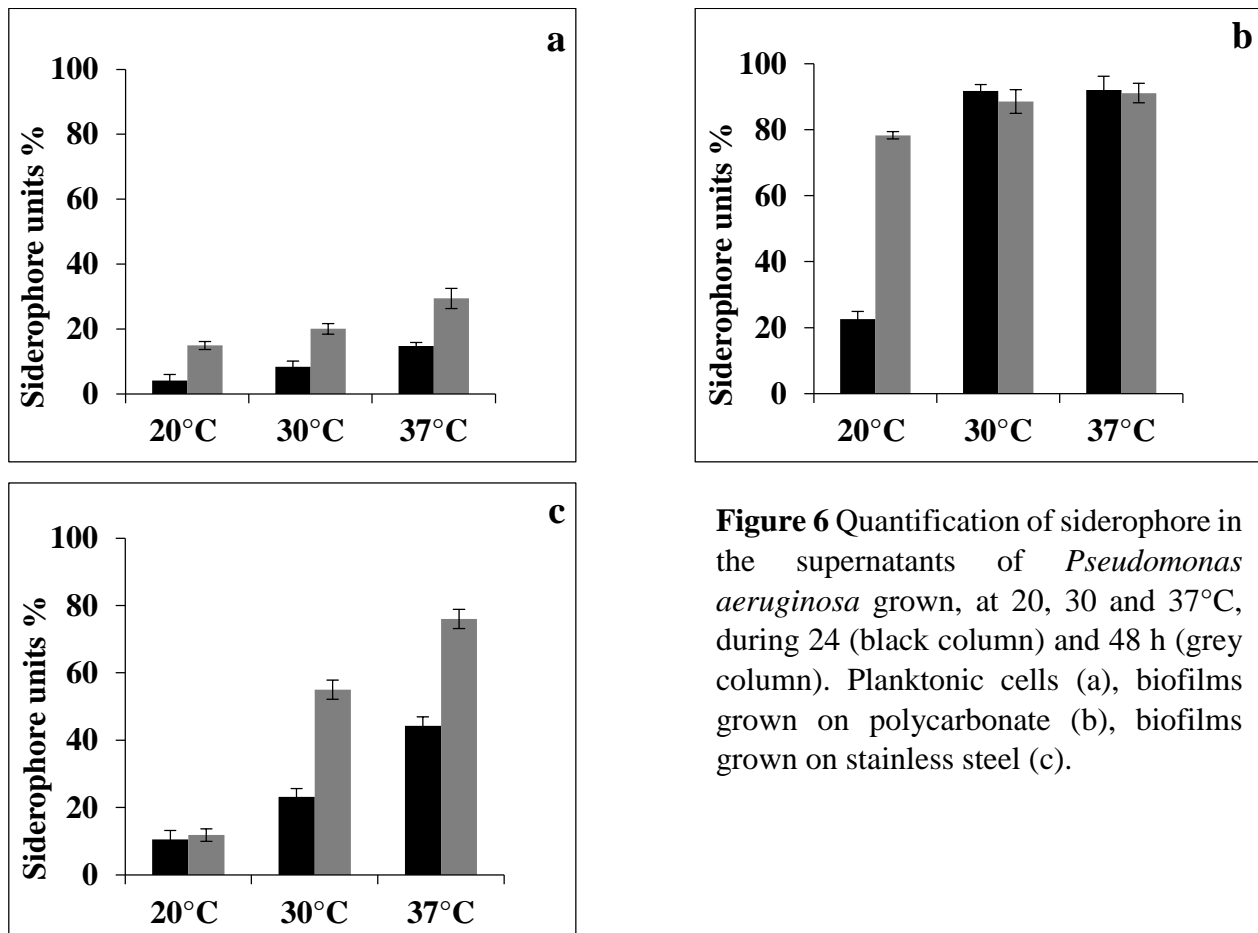 a
100
80
60
40
20
0
Siderophore units %
20°C 30°C 37°C
b
100
80
60
40
20
0
Siderophore units %
20°C 30°C 37°C
c
100
80
60
40
20
0
Siderophore units %
20°C 30°C 37°C
Figure 6 Quantification of siderophore in
the supernatants of Pseudomonas
aeruginosa grown, at 20, 30 and 37°C,
during 24 (black column) and 48 h (grey
column). Planktonic cells (a), biofilms
grown on polycarbonate (b), biofilms
grown on stainless steel (c).